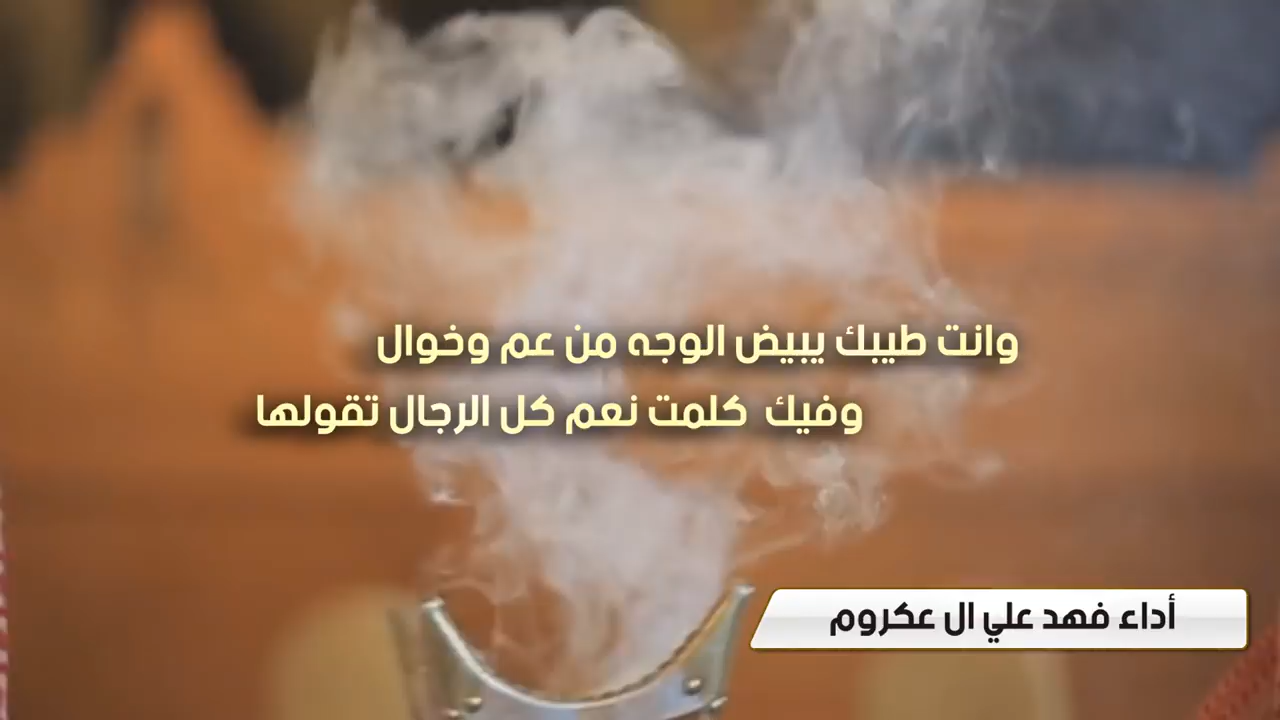 وانت طيبك يبيض الوجه من عم وخوال
وفيك كلمت نعم كل الرجال تقولها
أداء فهد علي ال عكروم